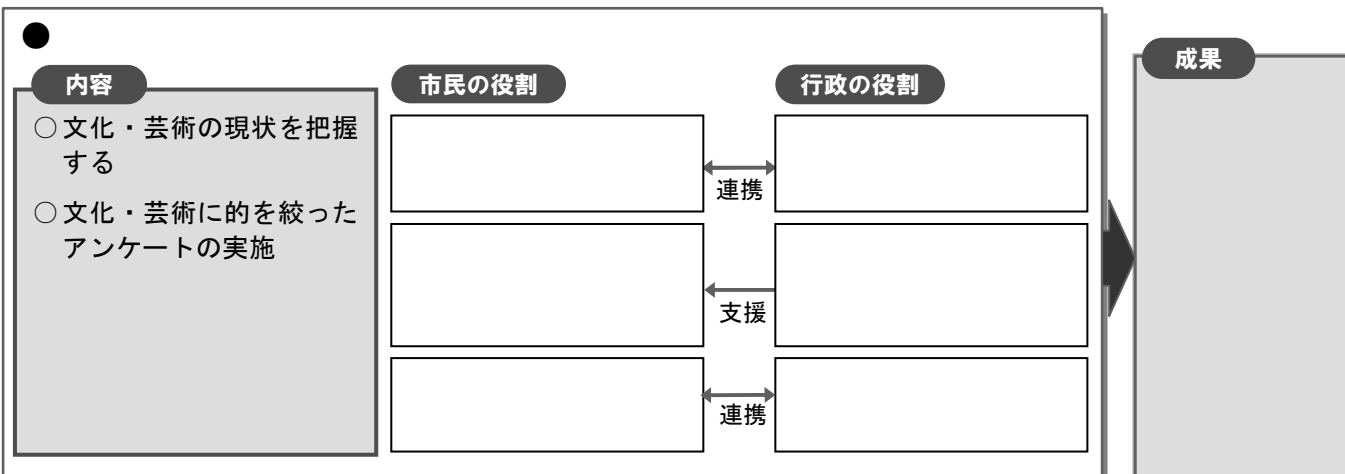 ●
内容
○文化・芸術の現状を把握
する
○文化・芸術に的を絞った
アンケートの実施
市民の役割
行政の役割
連携
支援
連携
成果